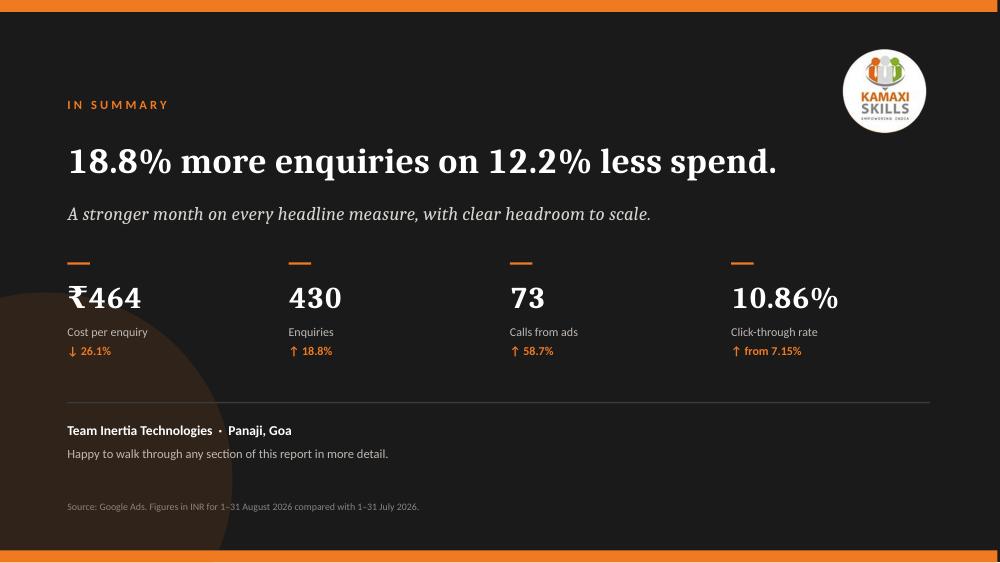 KAMAXI
SKILLS
EMPOWERING INDIA
IN SUMMARY
18.8% more enquiries on 12.2% less spend.
A stronger month on every headline measure, with clear headroom to scale.
₹464
Cost per enquiry
↓ 26.1%
430
Enquiries
↑ 18.8%
73
Calls from ads
↑ 58.7%
10.86%
Click-through rate
↑ from 7.15%
Team Inertia Technologies · Panaji, Goa
Happy to walk through any section of this report in more detail.
Source: Google Ads. Figures in INR for 1–31 August 2026 compared with 1–31 July 2026.